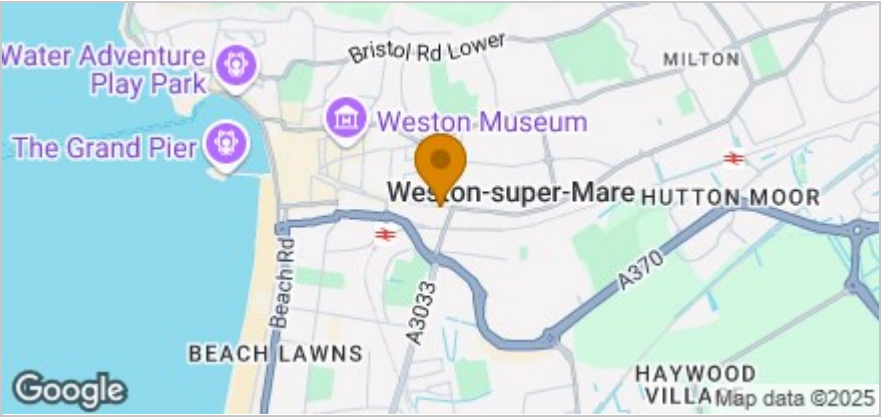 Water Adventure
Play Park
Bristol Rd Lower
MILTON
Weston Museum
The Grand Pier
Weston-super-Mare
HUTTON MOOR
Beach Rd
A3033
A370
BEACH LAWNS
HAYWOOD
VILLAGE
Google
Map data ©2025